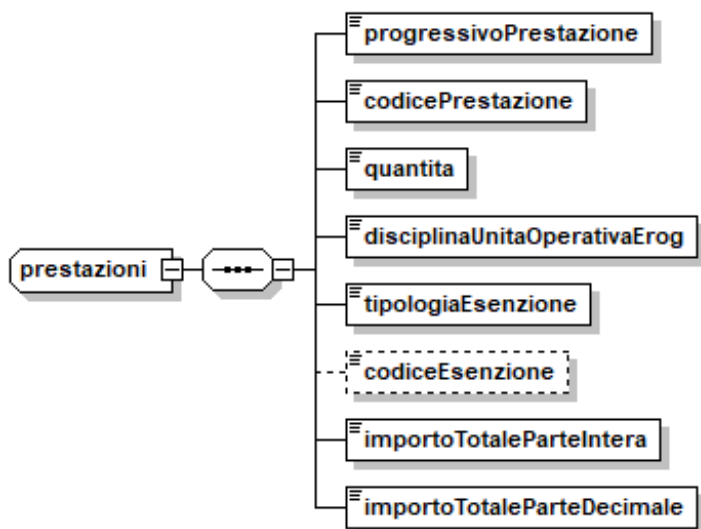 progressivoPrestazione
codicePrestazione
quantita
disciplinaUnitaOperativaErog
prestazioni
tipologiaEsenzione
codiceEsenzione
importoTotaleParteIntera
importoTotaleParteDecimale